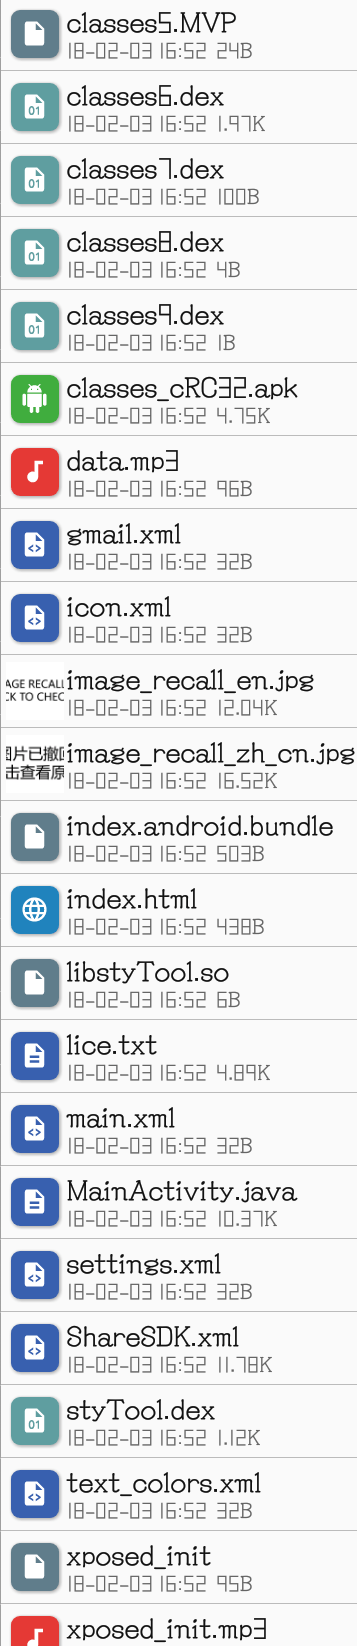 classes5.MVP
18-02-03 16:52 24B
01
classes6.dex
18-02-03 16:52 1.97K
01
classes7.dex
18-02-03 16:52 100B
01
classes8.dex
18-02-03 16:52 4B
01
classes9.dex
18-02-03 16:52 1B
classes_cRC32.apk
18-02-03 16:52 4.75K
data.mp3
18-02-03 16:52 96B
gmail.xml
18-02-03 16:52 32B
icon.xml
18-02-03 16:52 32B
AGE RECALL
CK TO CHEC
image_recall_en.jpg
18-02-03 16:52 12.04K
图片已撤回
击查看原
image_recall_zh_cn.jpg
18-02-03 16:52 16.52K
index.android.bundle
18-02-03 16:52 503B
index.html
18-02-03 16:52 438B
libstyTool.so
18-02-03 16:52 6B
lice.txt
18-02-03 16:52 4.89K
main.xml
18-02-03 16:52 32B
MainActivity.java
18-02-03 16:52 10.37K
settings.xml
18-02-03 16:52 32B
ShareSDK.xml
18-02-03 16:52 11.78K
01
styTool.dex
18-02-03 16:52 1.12K
text_colors.xml
18-02-03 16:52 32B
xposed_init
18-02-03 16:52 95B
xposed_init.mp3